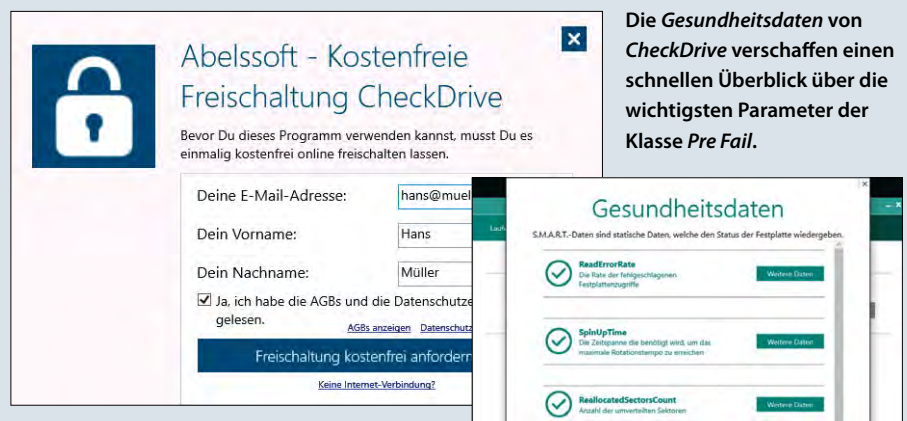 Die Gesundheitsdaten von
CheckDrive verschaffen einen
schnellen Überblick über die
wichtigsten Parameter der
Klasse Pre Fail.
Abelssoft - Kostenfreie
Freischaltung CheckDrive
Bevor Du dieses Programm verwenden kannst, musst Du es
einmalig kostenfrei online freischalten lassen.
Deine E-Mail-Adresse: hans@muel
Dein Vorname: Hans
Dein Nachname: Müller
Ja, ich habe die AGBs und die Datenschutze
gelesen.
AGBs anzeigen Datenschutz
Freischaltung kostenfrei anfordern
Keine Internet-Verbindung?
Gesundheitsdaten
S.M.A.R.T.-Daten sind statische Daten, welche den Status der Festplatte wiedergeben.
ReadErrorRate
Die Rate der fehlgeschlagenen
Festplattenzugriffe
Weitere Daten
SpinUpTime
Die Zeitspanne die benötigt wird, um das
maximale Rotationstempo zu erreichen
Weitere Daten
ReallocatedSectorsCount
Anzahl der umverteilten Sektoren
Weitere Daten